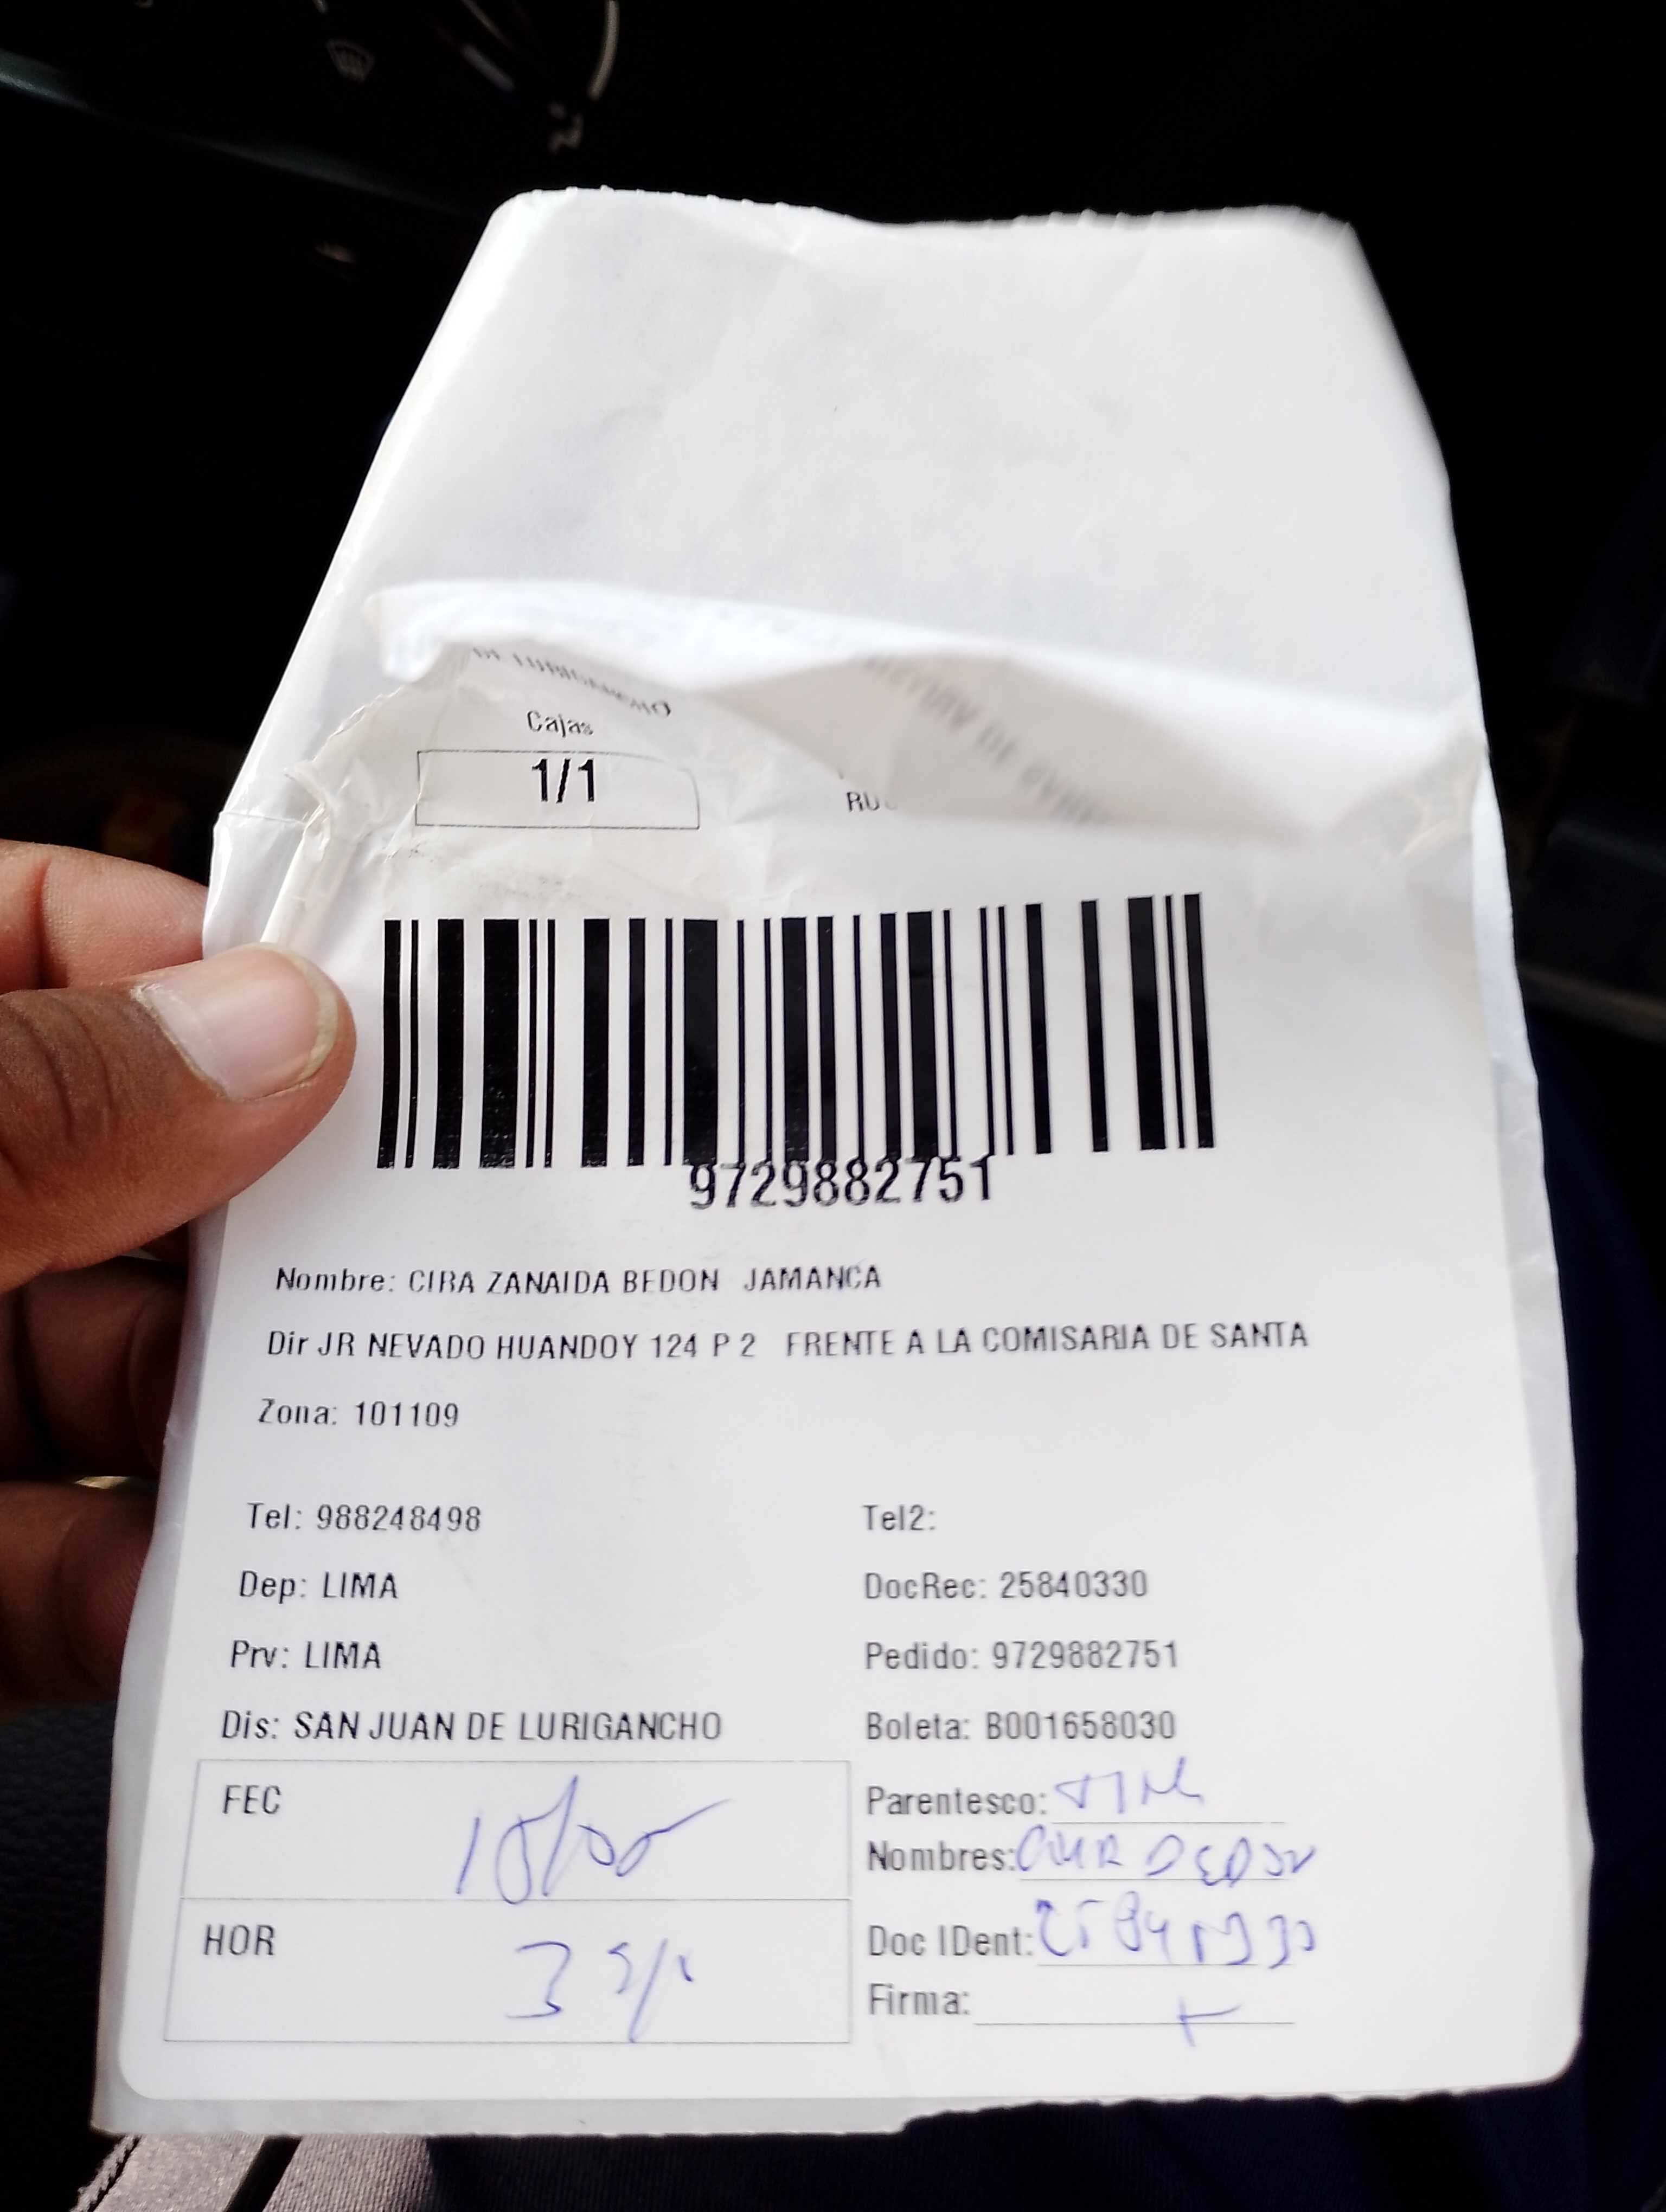 Cajas
1/1
9729882751
Nombre: CIRA ZANAIDA BEDON JAMANCA
Dir JR NEVADO HUANDOY 124 P 2 FRENTE A LA COMISARIA DE SANTA
Zona: 101109
Tel: 988248498 Tel2:
Dep: LIMA DocRec: 25840330
Prv: LIMA Pedido: 9729882751
Dis: SAN JUAN DE LURIGANCHO Boleta: B001658030
FEC Parentesco:
Nombres:
HOR Doc IDent:
Firma: